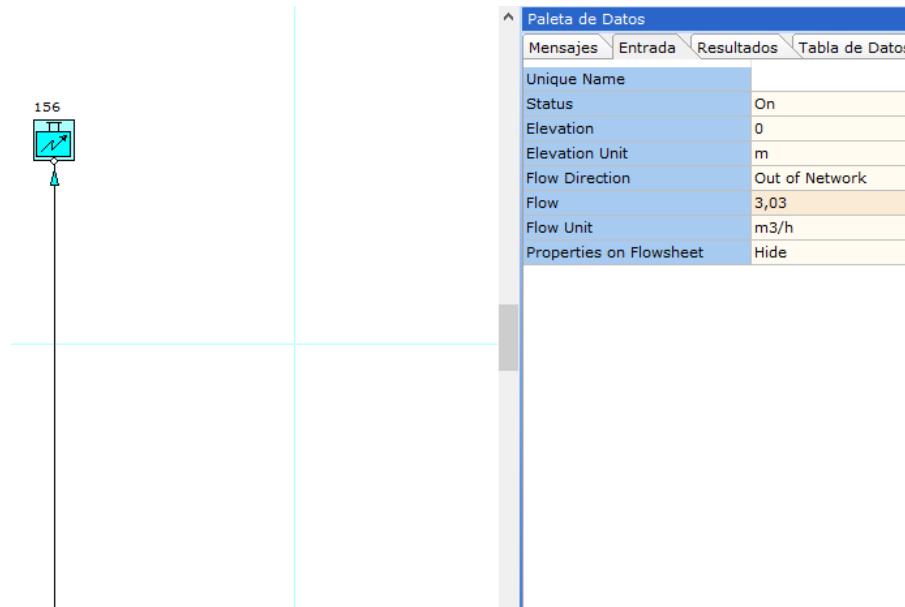 156
Paleta de Datos
Mensajes Entrada Resultados Tabla de Datos
Unique Name
Status On
Elevation 0
Elevation Unit m
Flow Direction Out of Network
Flow 3,03
Flow Unit m3/h
Properties on Flowsheet Hide